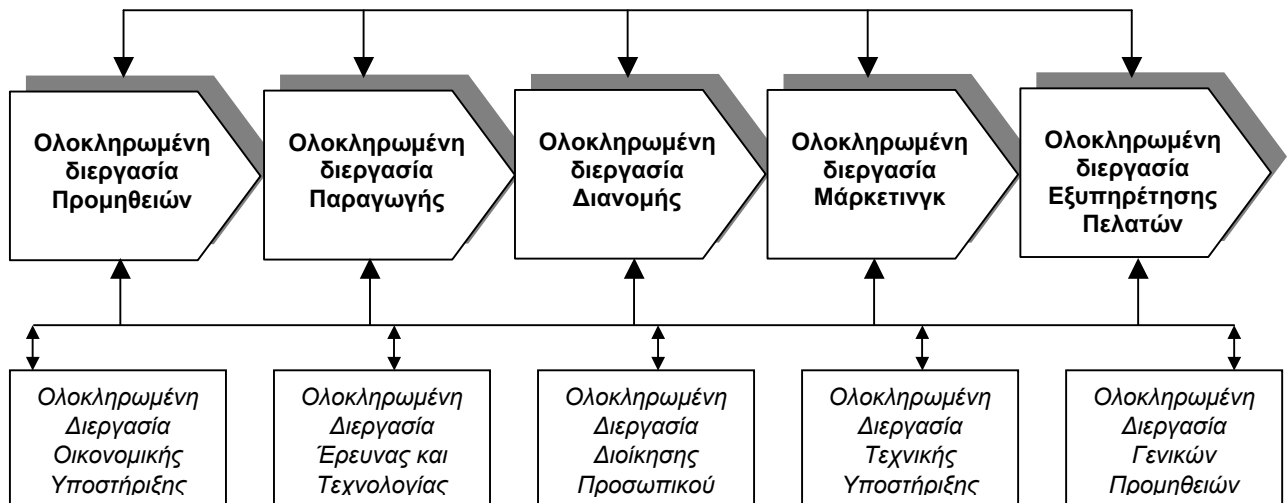 Ολοκληρωμένη
διεργασία
Προμηθειών
Ολοκληρωμένη
διεργασία
Παραγωγής
Ολοκληρωμένη
διεργασία
Διανομής
Ολοκληρωμένη
διεργασία
Μάρκετινγκ
Ολοκληρωμένη
διεργασία
Εξυπηρέτησης
Πελατών
Ολοκληρωμένη
Διεργασία
Οικονομικής
Υποστήριξης
Ολοκληρωμένη
Διεργασία
Έρευνας και
Τεχνολογίας
Ολοκληρωμένη
Διεργασία
Διοίκησης
Προσωπικού
Ολοκληρωμένη
Διεργασία
Τεχνικής
Υποστήριξης
Ολοκληρωμένη
Διεργασία
Γενικών
Προμηθειών